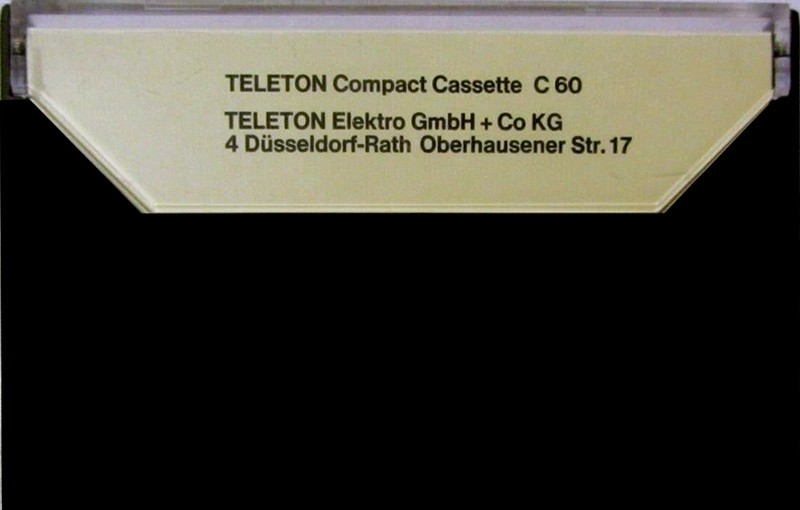 TELETON Compact Cassette C 60
TELETON Elektro GmbH + Co KG
4 Düsseldorf-Rath Oberhausener Str. 17